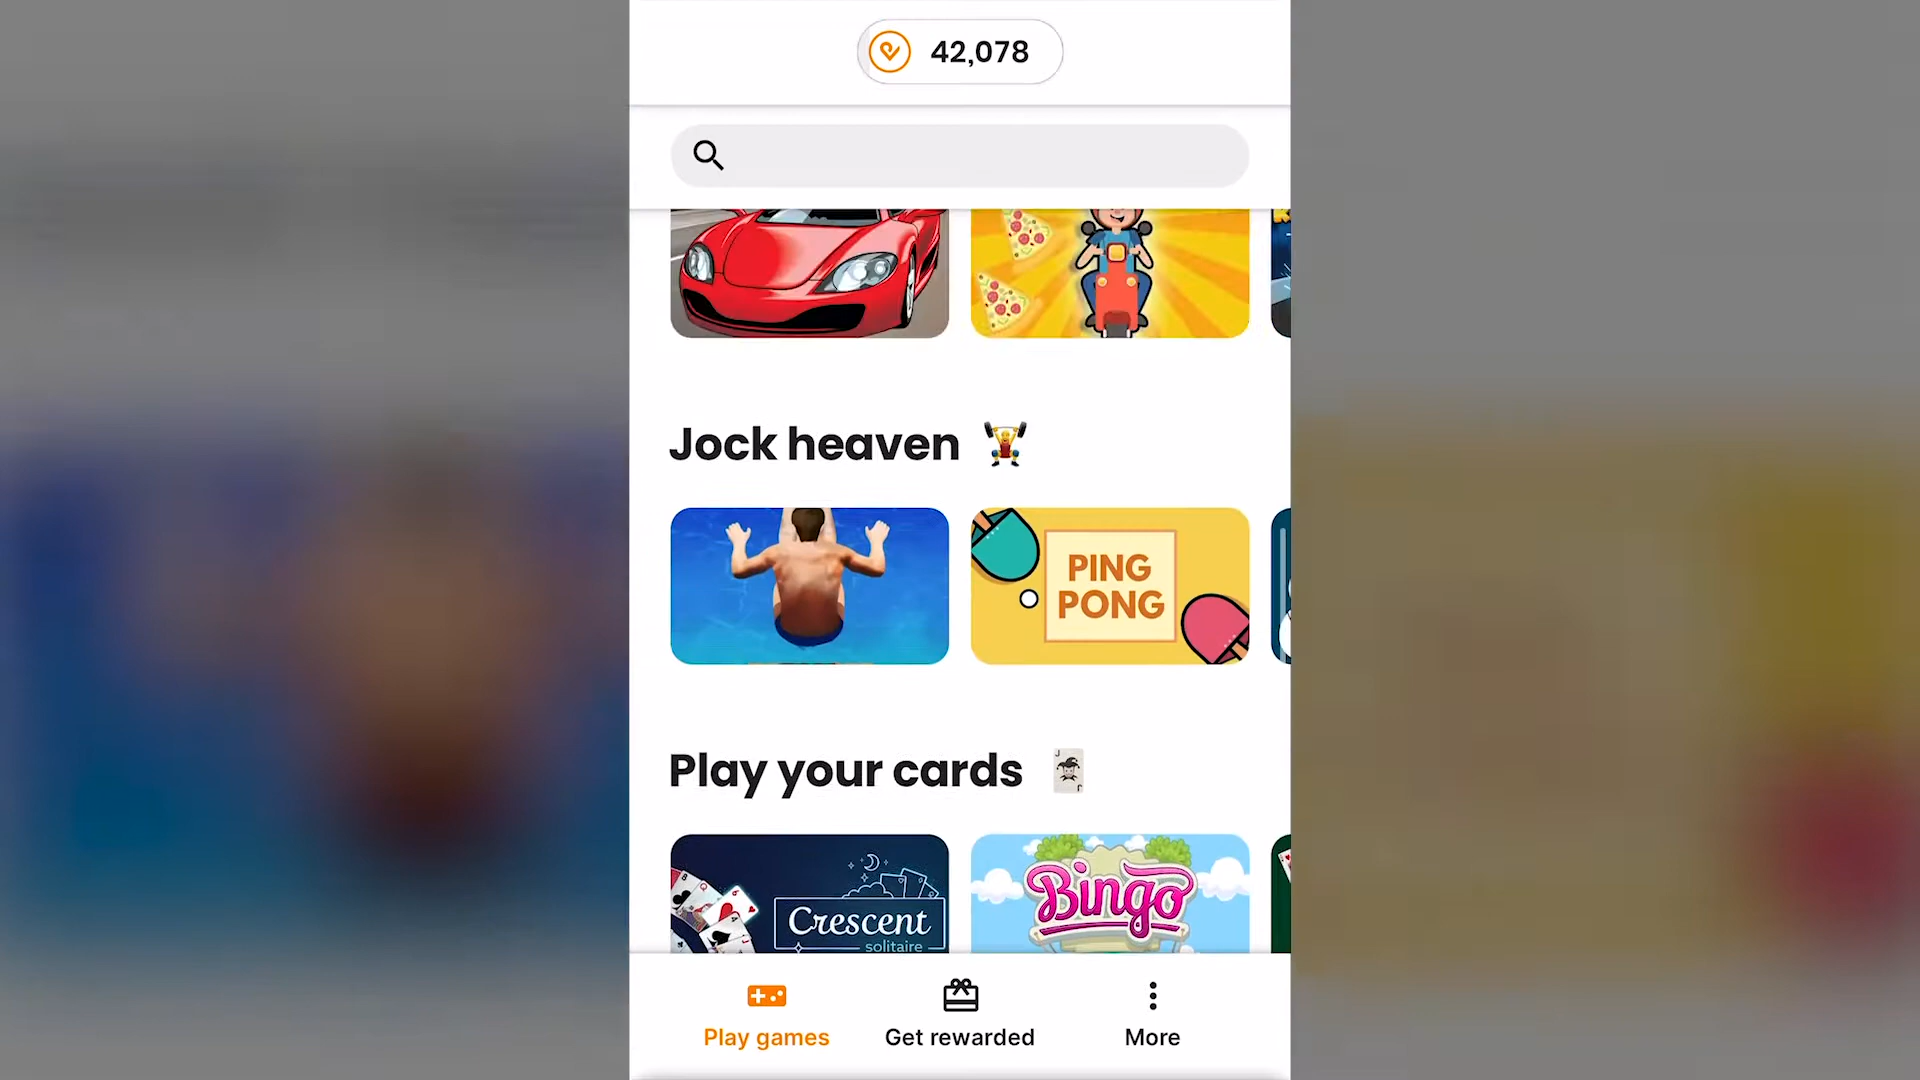 42,078
Jock heaven
PING
PONG
Play your cards
Crescent
solitaire
Bingo
Play games
Get rewarded
More